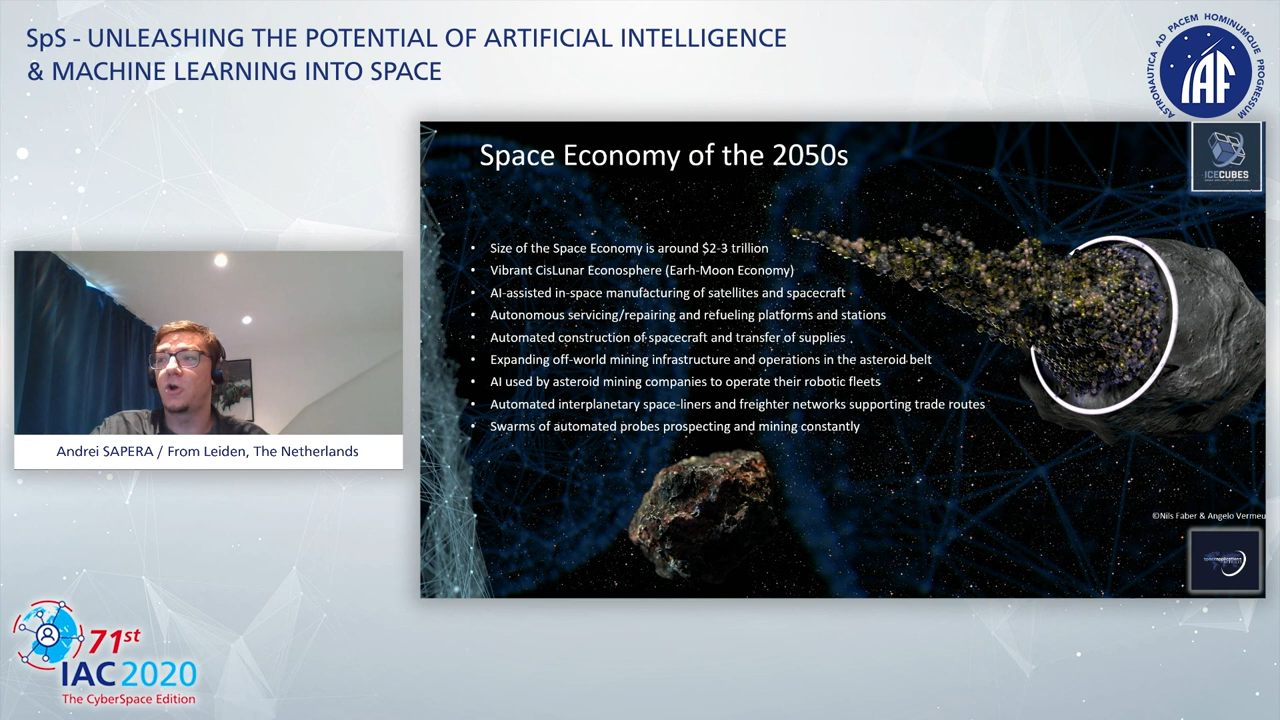 SpS - UNLEASHING THE POTENTIAL OF ARTIFICIAL INTELLIGENCE
& MACHINE LEARNING INTO SPACE
ASTRONAUTICA AD PACEM HOMINUMQUE PROGRESSUM
IAF
ICECUBES
Space Economy of the 2050s
• Size of the Space Economy is around $2-3 trillion
• Vibrant CisLunar Econosphere (Earh-Moon Economy)
• AI-assisted in-space manufacturing of satellites and spacecraft
• Autonomous servicing/repairing and refueling platforms and stations
• Automated construction of spacecraft and transfer of supplies
• Expanding off-world mining infrastructure and operations in the asteroid belt
• AI used by asteroid mining companies to operate their robotic fleets
• Automated interplanetary space-liners and freighter networks supporting trade routes
• Swarms of automated probes prospecting and mining constantly
©Nils Faber & Angelo Vermeu
Andrei SAPERA / From Leiden, The Netherlands
71st
IAC 2020
The CyberSpace Edition